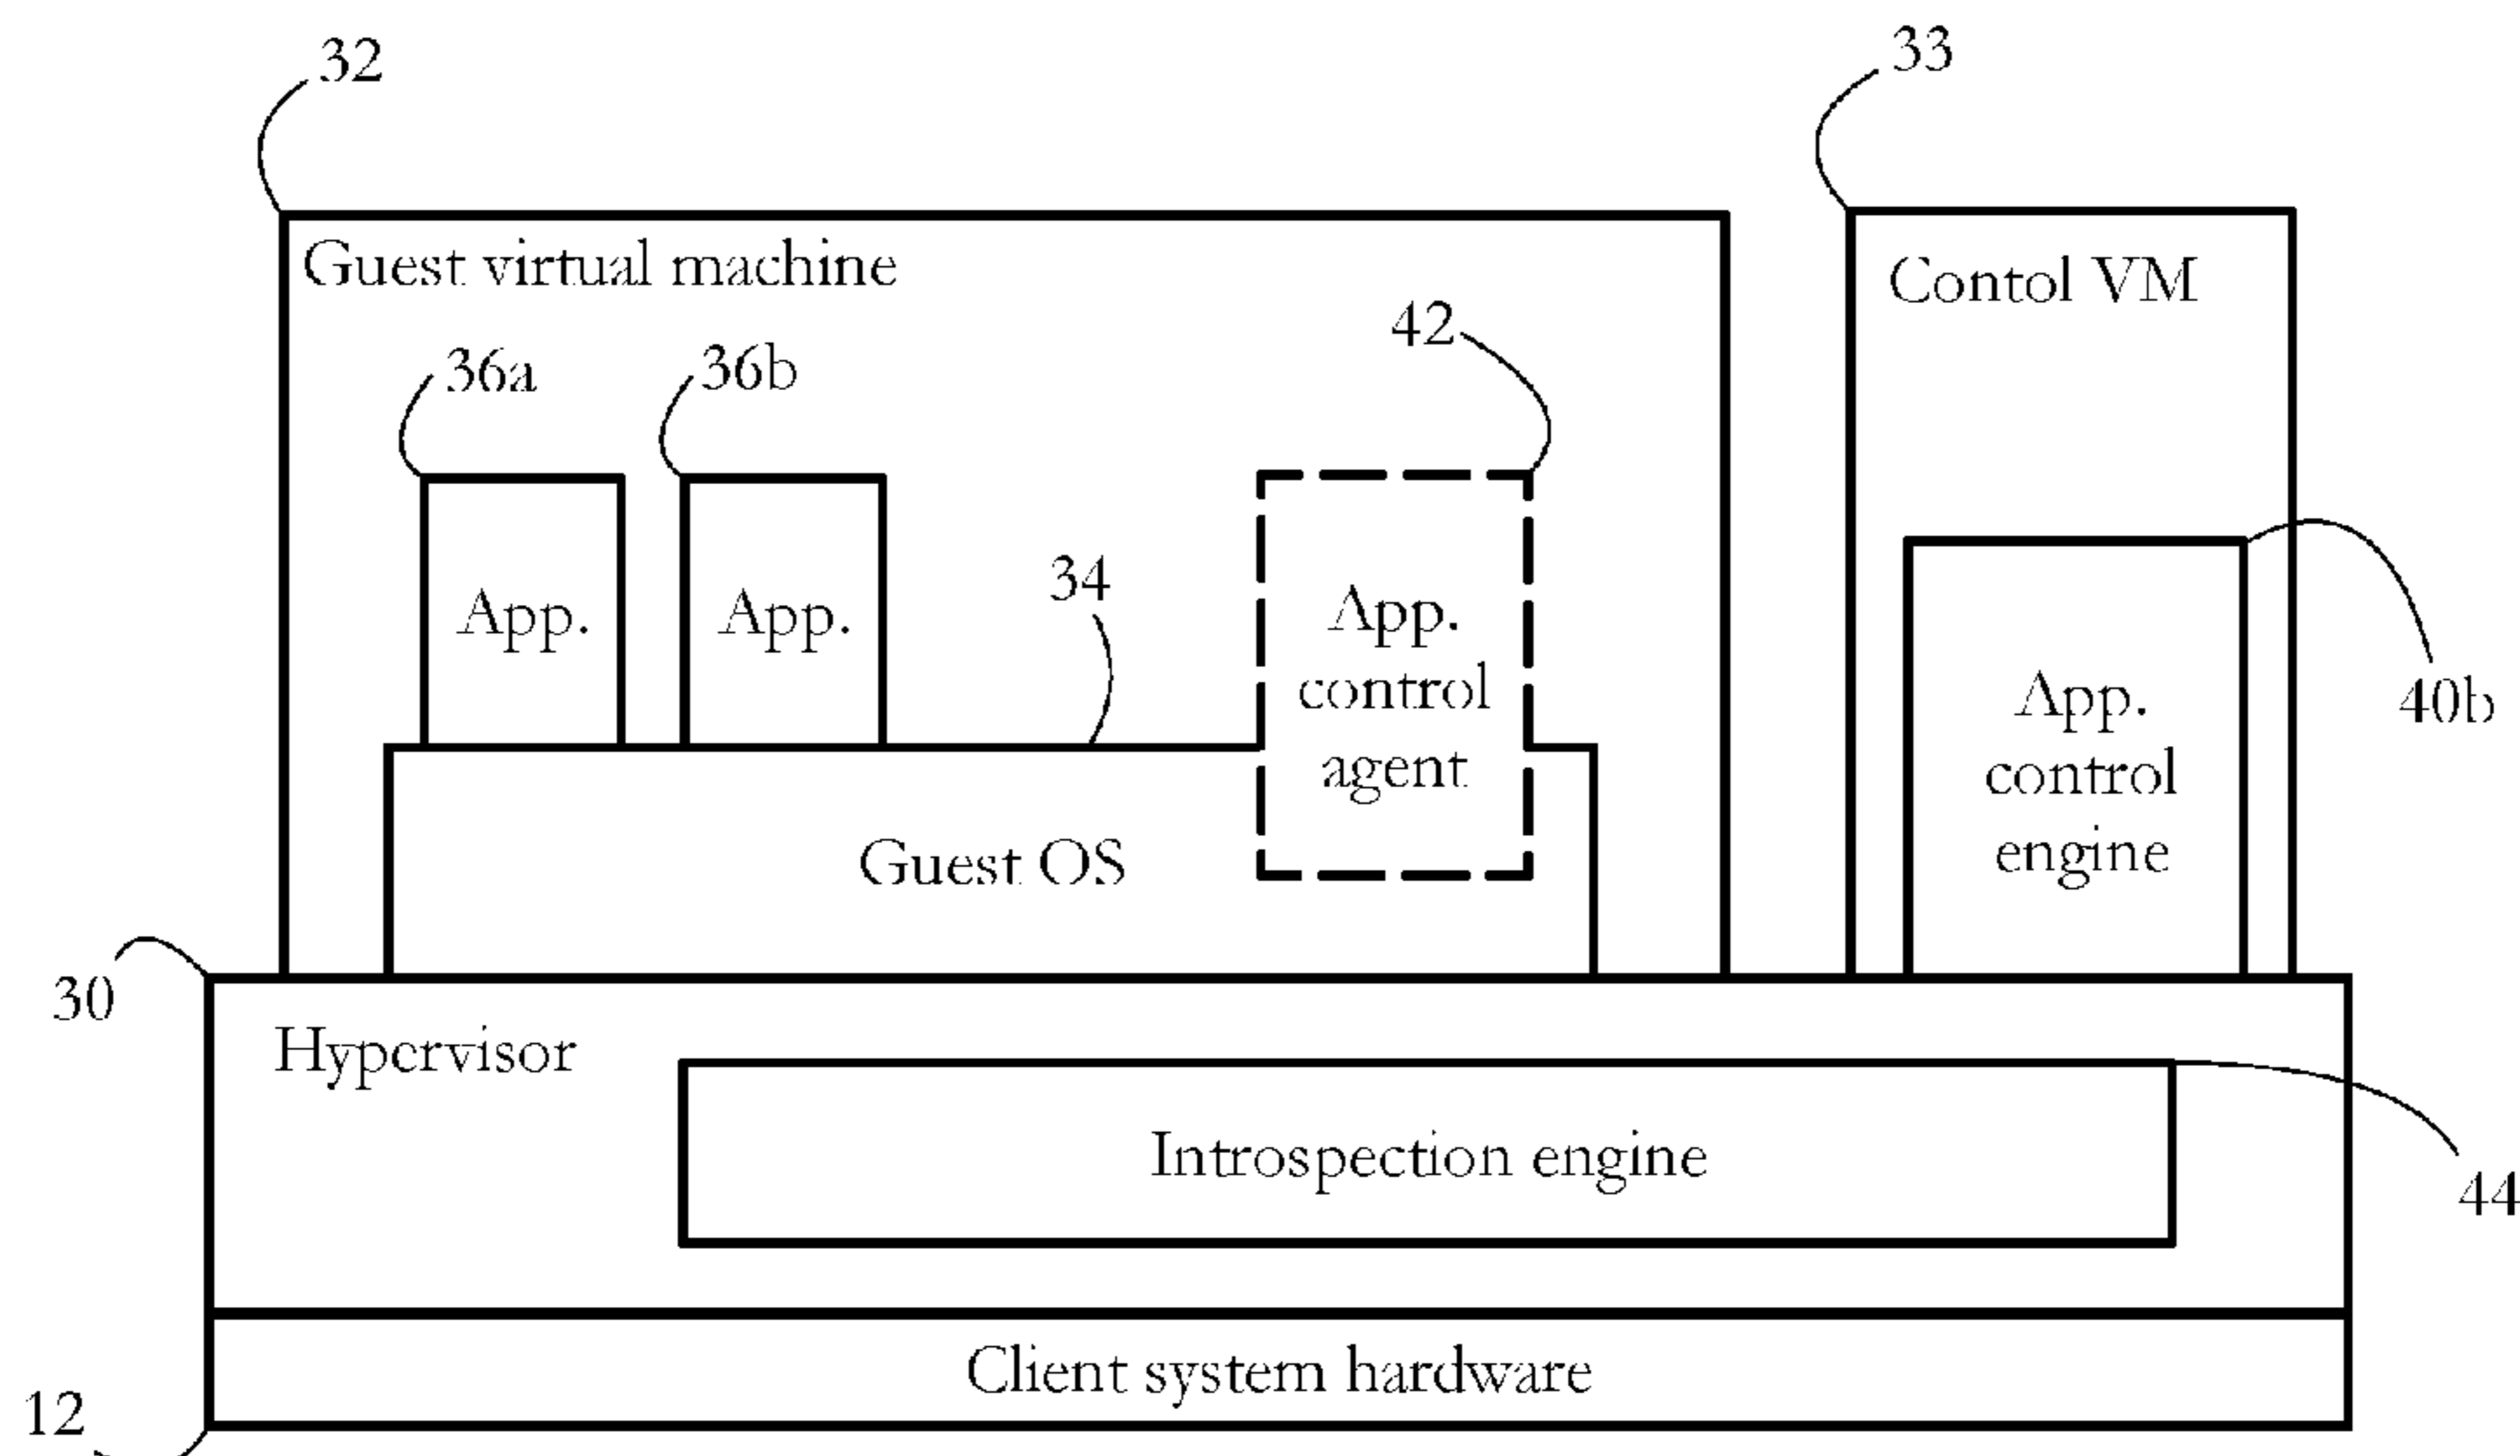 32
33
Guest virtual machine
Contol VM
42
36a
36b
34
App.
App.
App.
control
agent
40b
App.
control
engine
Guest OS
30
Hypervisor
Introspection engine
44
Client system hardware
12